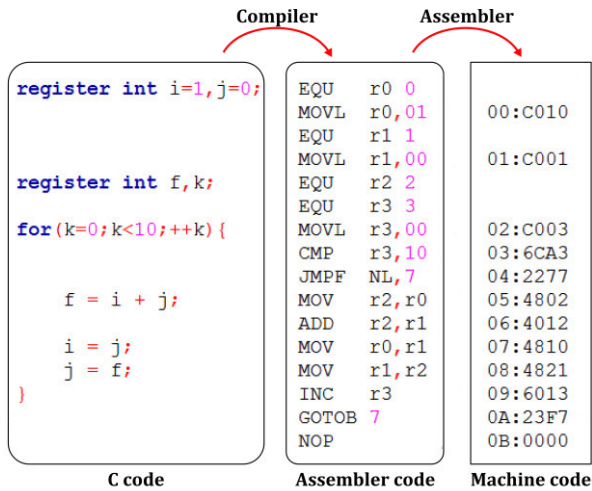 Compiler
Assembler
register int i=1,j=0;
register int f,k;
for(k=0;k<10;++k){
f = i + j;
i = j;
j = f;
}
C code
EQU r0 0
MOVL r0,01
EQU r1 1
MOVL r1,00
EQU r2 2
EQU r3 3
MOVL r3,00
CMP r3,10
JMPF NL,7
MOV r2,r0
ADD r2,r1
MOV r0,r1
MOV r1,r2
INC r3
GOTOB 7
NOP
Assembler code
00:C010
01:C001
02:C003
03:6CA3
04:2277
05:4802
06:4012
07:4810
08:4821
09:6013
0A:23F7
0B:0000
Machine code